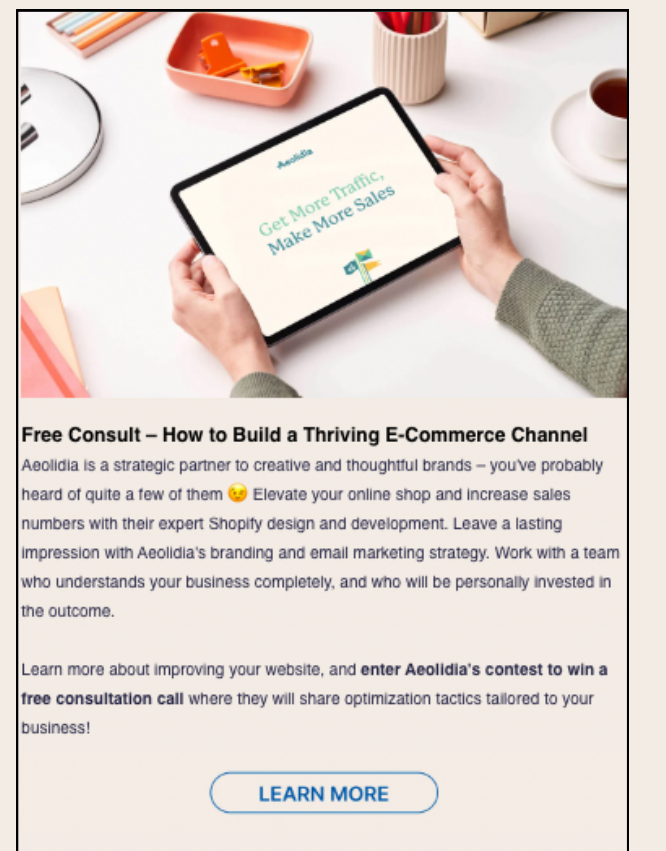 Aeolidia
Get More Traffic,
Make More Sales
Free Consult – How to Build a Thriving E-Commerce Channel
Aeolidia is a strategic partner to creative and thoughtful brands – you've probably
heard of quite a few of them 😉 Elevate your online shop and increase sales
numbers with their expert Shopify design and development. Leave a lasting
impression with Aeolidia's branding and email marketing strategy. Work with a team
who understands your business completely, and who will be personally invested in
the outcome.
Learn more about improving your website, and enter Aeolidia's contest to win a
free consultation call where they will share optimization tactics tailored to your
business!
LEARN MORE